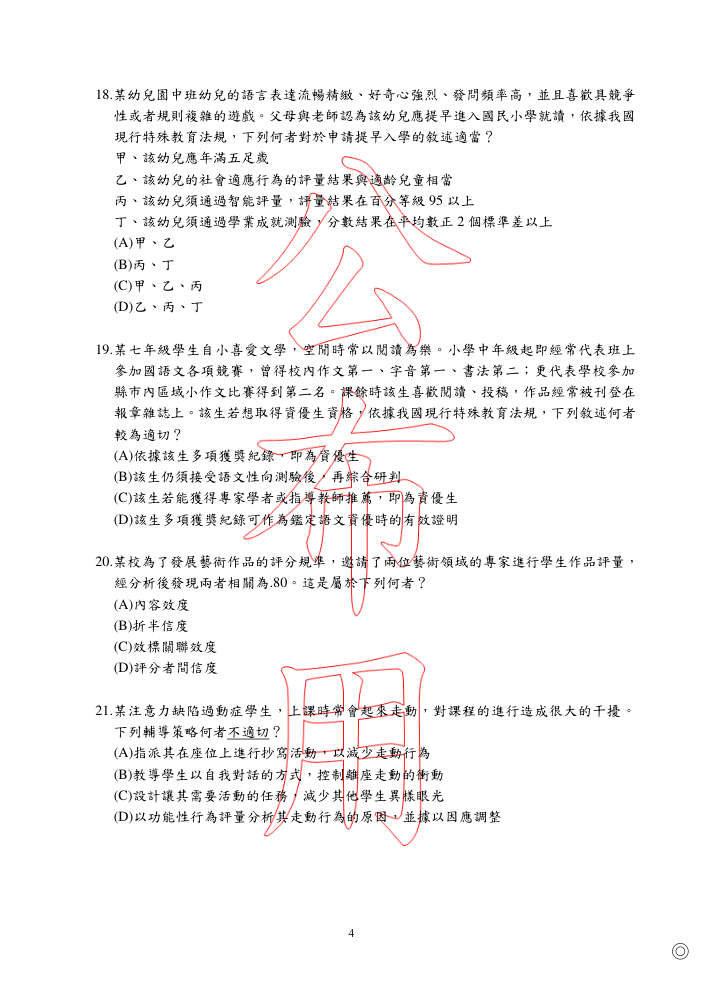 18.某幼兒園中班幼兒的語言表達流暢精緻、好奇心強烈、發問頻率高，並且喜歡具競爭
性或者規則複雜的遊戲。父母與老師認為該幼兒應提早進入國民小學就讀，依據我國
現行特殊教育法規，下列何者對於申請提早入學的敘述適當？
甲、該幼兒應年滿五足歲
乙、該幼兒的社會適應行為的評量結果與適齡兒童相當
丙、該幼兒須通過智能評量，評量結果在百分等級 95 以上
丁、該幼兒須通過學業成就測驗，分數結果在平均數正 2 個標準差以上
(A)甲、乙
(B)丙、丁
(C)甲、乙、丙
(D)乙、丙、丁
19.某七年級學生自小喜愛文學，空閒時常以閱讀為樂。小學中年級起即經常代表班上
參加國語文各項競賽，曾得校內作文第一、字音第一、書法第二；更代表學校參加
縣市內區域小作文比賽得到第二名。課餘時該生喜歡閱讀、投稿，作品經常被刊登在
報章雜誌上。該生若想取得資優生資格，依據我國現行特殊教育法規，下列敘述何者
較為適切？
(A)依據該生多項獲獎紀錄，即為資優生
(B)該生仍須接受語文性向測驗後，再綜合研判
(C)該生若能獲得專家學者或指導教師推薦，即為資優生
(D)該生多項獲獎紀錄可作為鑑定語文資優時的有效證明
20.某校為了發展藝術作品的評分規準，邀請了兩位藝術領域的專家進行學生作品評量，
經分析後發現兩者相關為.80。這是屬於下列何者？
(A)內容效度
(B)折半信度
(C)效標關聯效度
(D)評分者間信度
21.某注意力缺陷過動症學生，上課時常會起來走動，對課程的進行造成很大的干擾。
下列輔導策略何者不適切？
(A)指派其在座位上進行抄寫活動，以減少走動行為
(B)教導學生以自我對話的方式，控制離座走動的衝動
(C)設計讓其需要活動的任務，減少其他學生異樣眼光
(D)以功能性行為評量分析其走動行為的原因，並據以因應調整
公布用
4